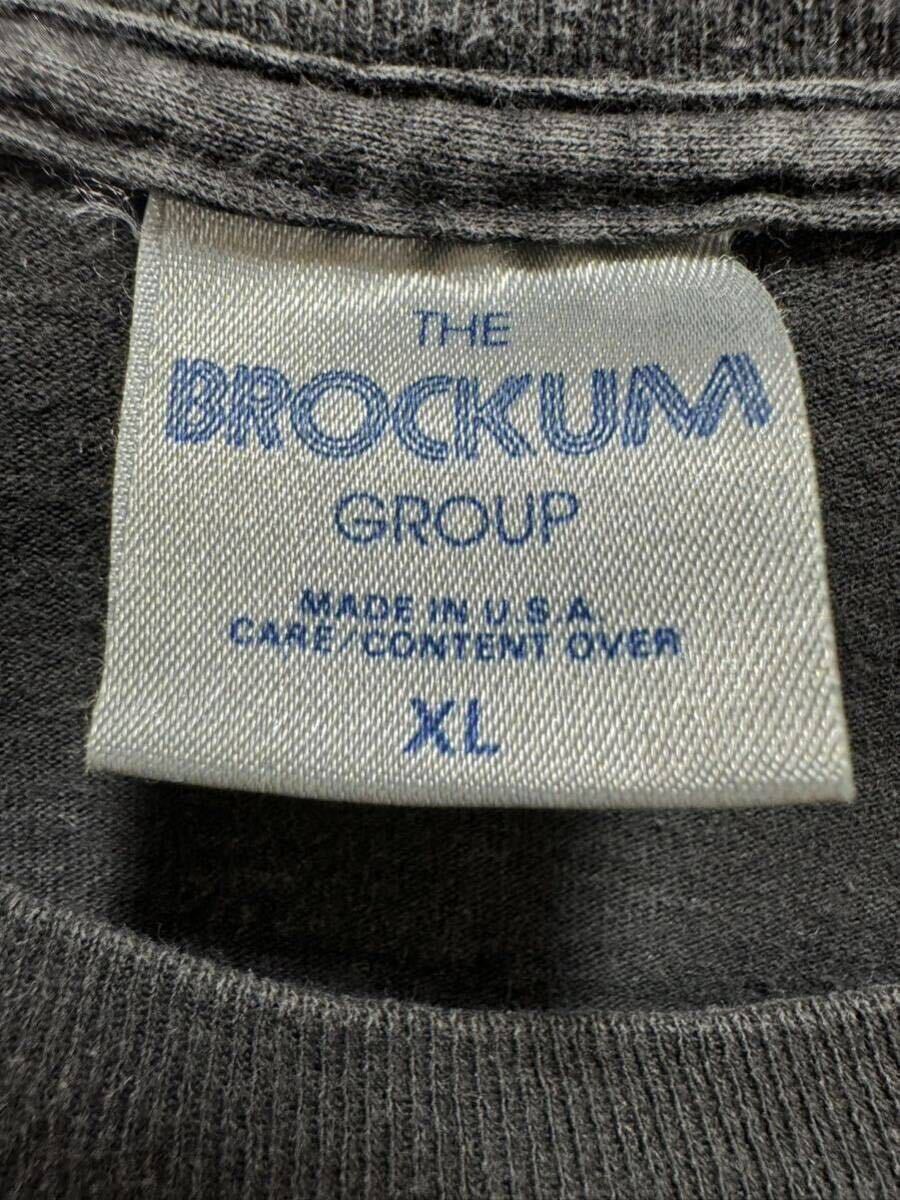 THE
BROCKUM
GROUP
MADE IN U.S.A.
CARE/CONTENT OVER
XL